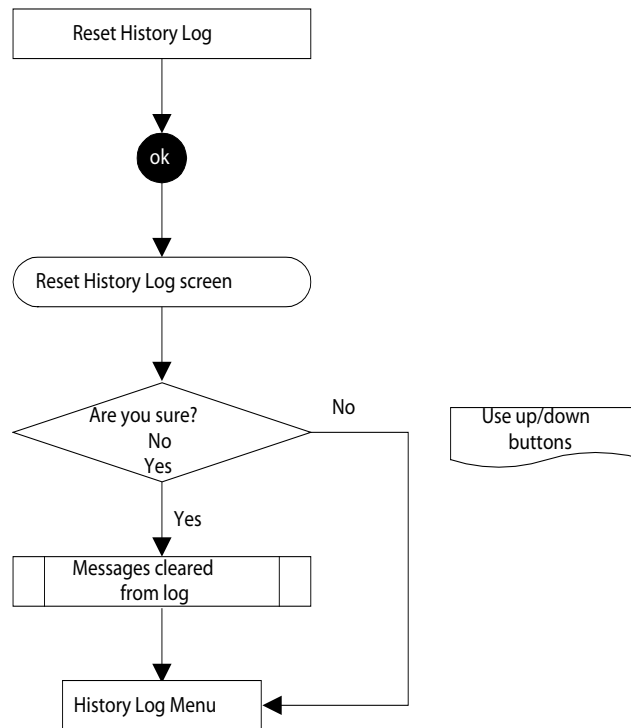 Reset History Log
ok
Reset History Log screen
Are you sure?
No
Yes
No
Use up/down
buttons
Yes
Messages cleared
from log
History Log Menu